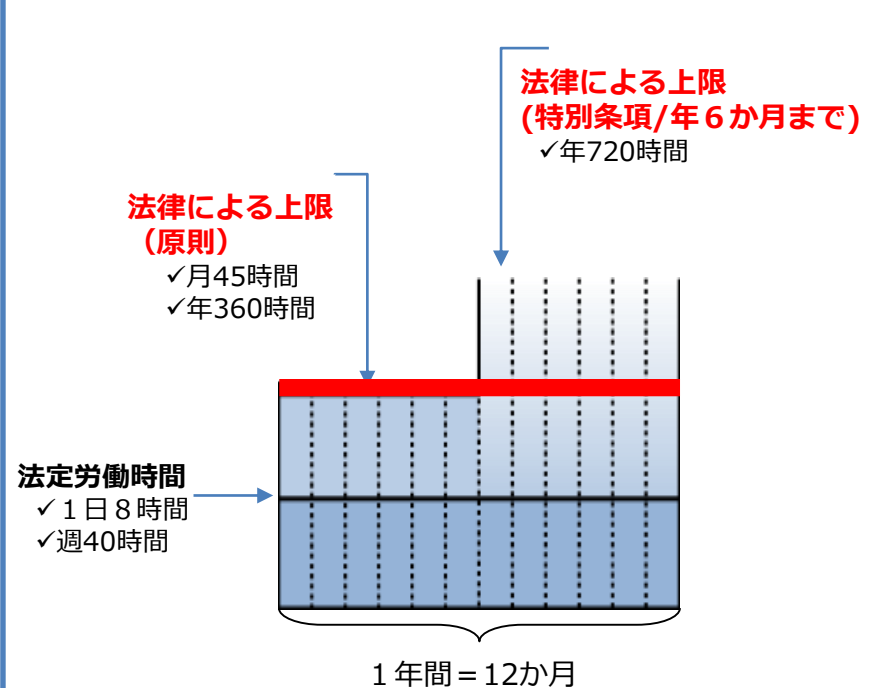 法律による上限
(特別条項/年６か月まで)
✓年720時間
法律による上限
（原則）
✓月45時間
✓年360時間
法定労働時間
✓１日８時間
✓週40時間
１年間＝12か月